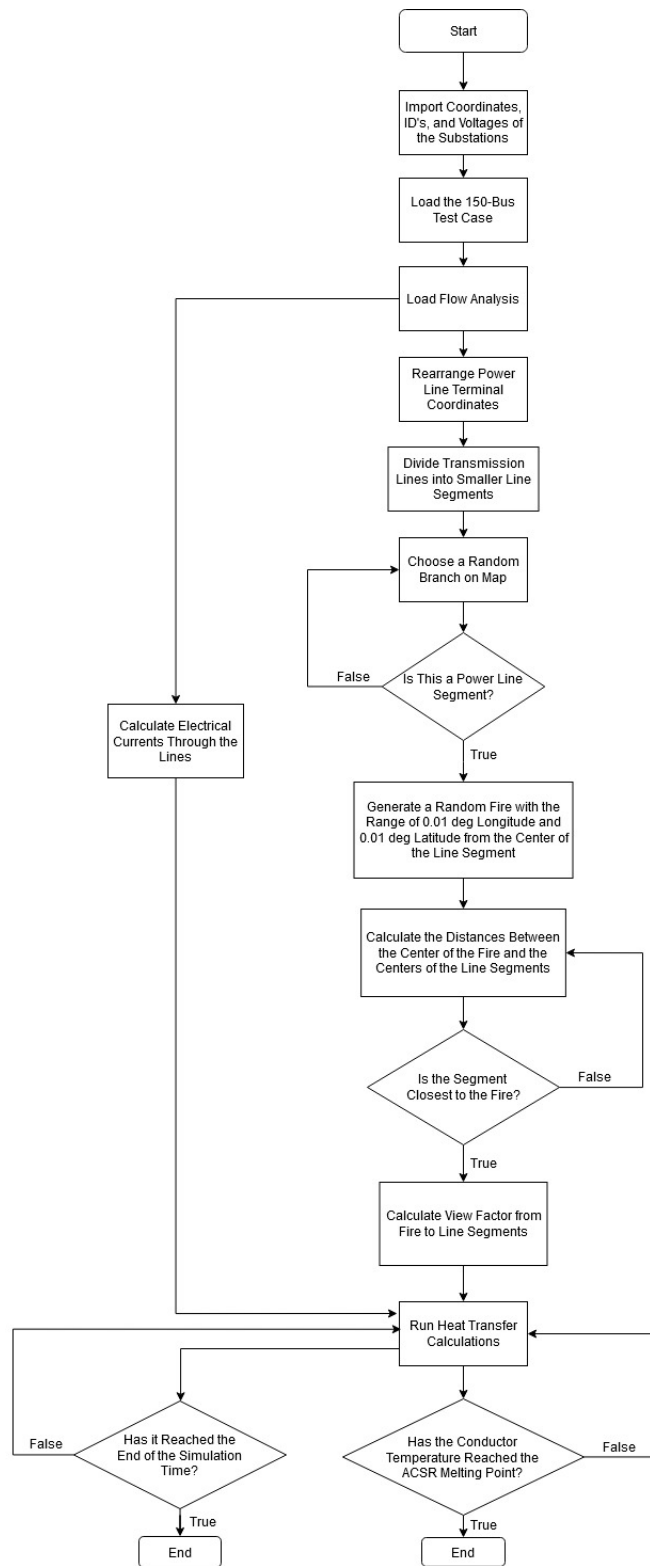 Start
Import Coordinates,
ID's, and Voltages of
the Substations
Load the 150-Bus
Test Case
Load Flow Analysis
Rearrange Power
Line Terminal
Coordinates
Divide Transmission
Lines into Smaller Line
Segments
Choose a Random
Branch on Map
False
Is This a Power Line
Segment?
True
Calculate Electrical
Currents Through the
Lines
Generate a Random Fire with the
Range of 0.01 deg Longitude and
0.01 deg Latitude from the Center of
the Line Segment
Calculate the Distances Between
the Center of the Fire and the
Centers of the Line Segments
Is the Segment
Closest to the Fire?
False
True
Calculate View Factor from
Fire to Line Segments
Run Heat Transfer
Calculations
False
Has it Reached the
End of the Simulation
Time?
True
End
Has the Conductor
Temperature Reached the
ACSR Melting Point?
False
True
End